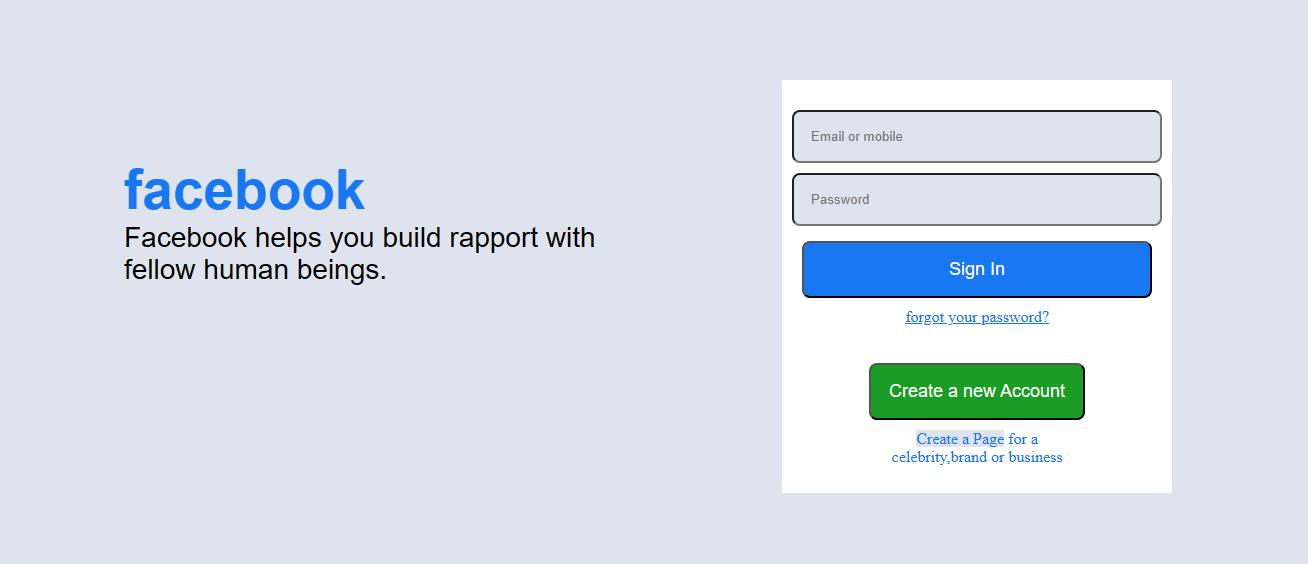 facebook
Facebook helps you build rapport with
fellow human beings.
Email or mobile
Password
Sign In
forgot your password?
Create a new Account
Create a Page for a
celebrity,brand or business